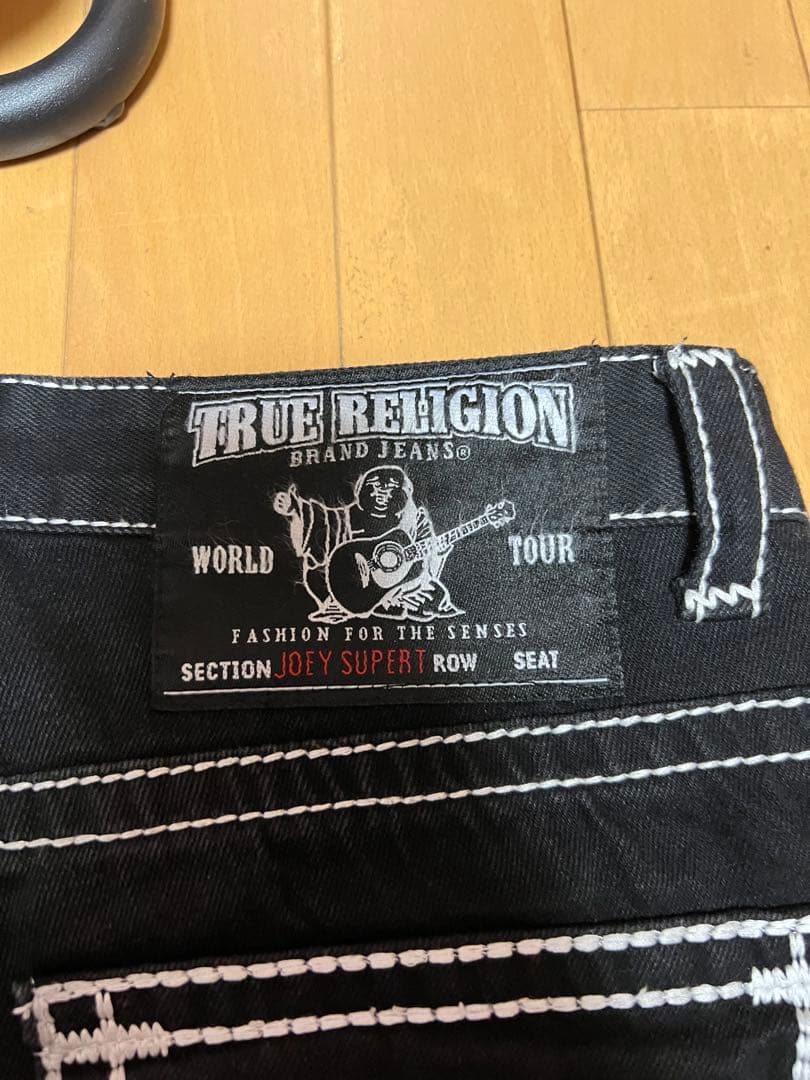 TRUE RELIGION
BRAND JEANS®
WORLD TOUR
FASHION FOR THE SENSES
SECTION JOEY SUPERT ROW SEAT